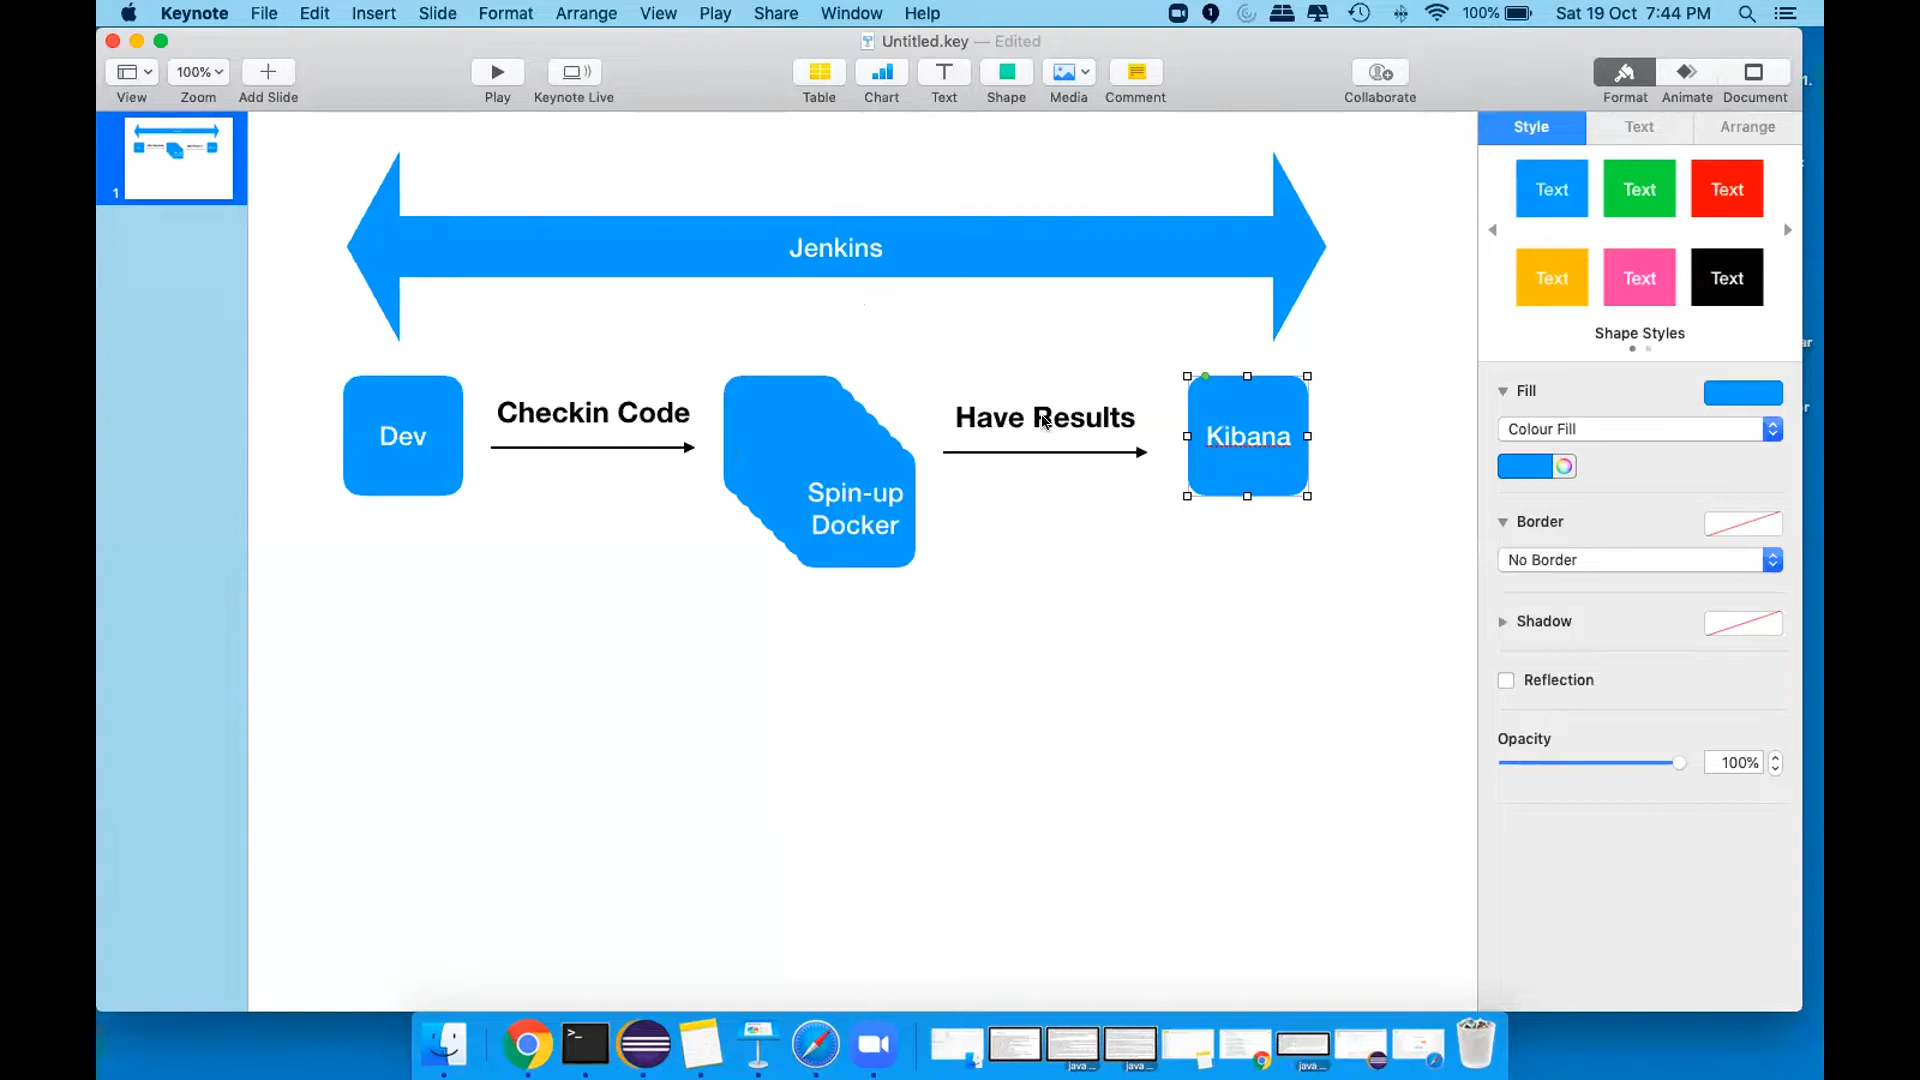 Keynote File Edit Insert Slide Format Arrange View Play Share Window Help
100% Sat 19 Oct 7:44 PM
Untitled.key — Edited
100%
View Zoom Add Slide Play Keynote Live Table Chart Text Shape Media Comment Collaborate Format Animate Document
1
Jenkins
Dev
Checkin Code
Spin-up
Docker
Have Results
Kibana
Style Text Arrange
Text Text Text
Text Text Text
Shape Styles
Fill
Colour Fill
Border
No Border
Shadow
Reflection
Opacity
100%
java ...
java ...
java ...